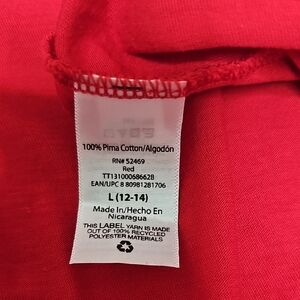 100% Pima Cotton/Algodón
RN# 52469
Red
TT1310006B662B
EAN/UPC 8 80981281706
L (12-14)
Made In/Hecho En
Nicaragua
THIS LABEL YARN IS MADE
OUT OF 100% RECYCLED
POLYESTER MATERIALS